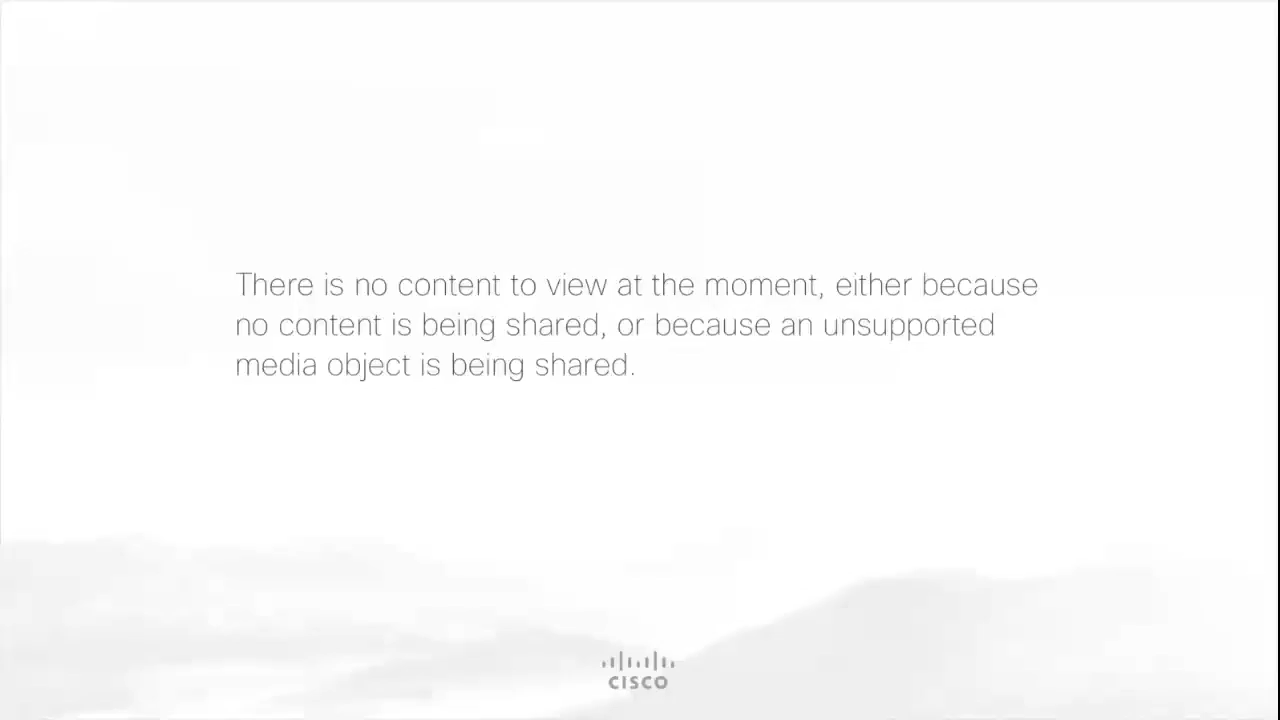 There is no content to view at the moment, either because
no content is being shared, or because an unsupported
media object is being shared.
CISCO